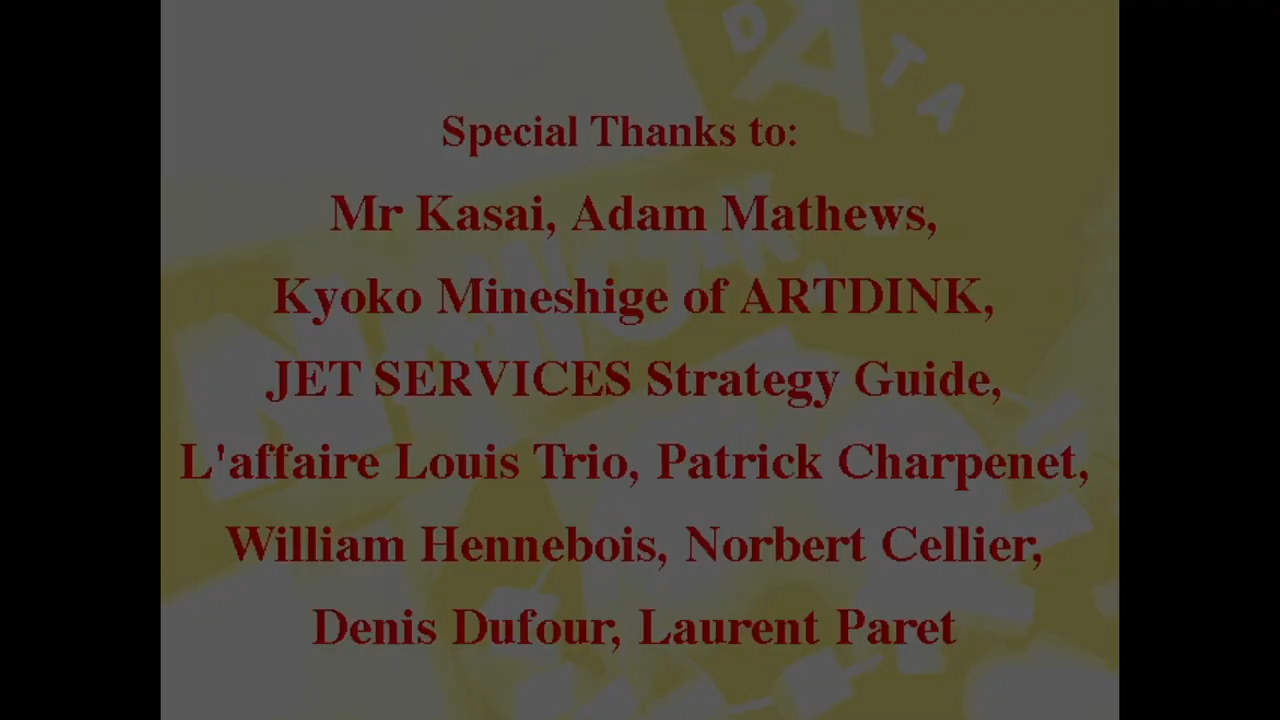 DATA
Special Thanks to:
Mr Kasai, Adam Mathews,
Kyoko Mineshige of ARTDINK,
JET SERVICES Strategy Guide,
L'affaire Louis Trio, Patrick Charpenet,
William Hennebois, Norbert Cellier,
Denis Dufour, Laurent Paret